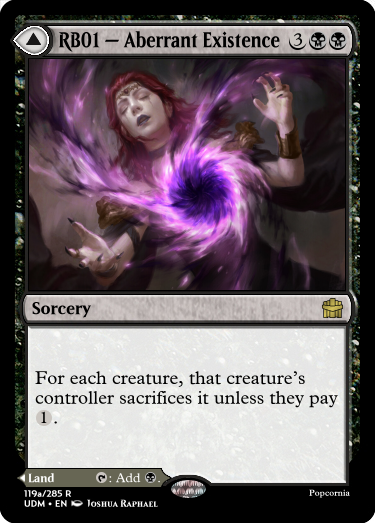 RB01 — Aberrant Existence 3
Sorcery
For each creature, that creature's
controller sacrifices it unless they pay
1.
Land : Add .
119a/285 R Popcornia
UDM • EN Joshua Raphael